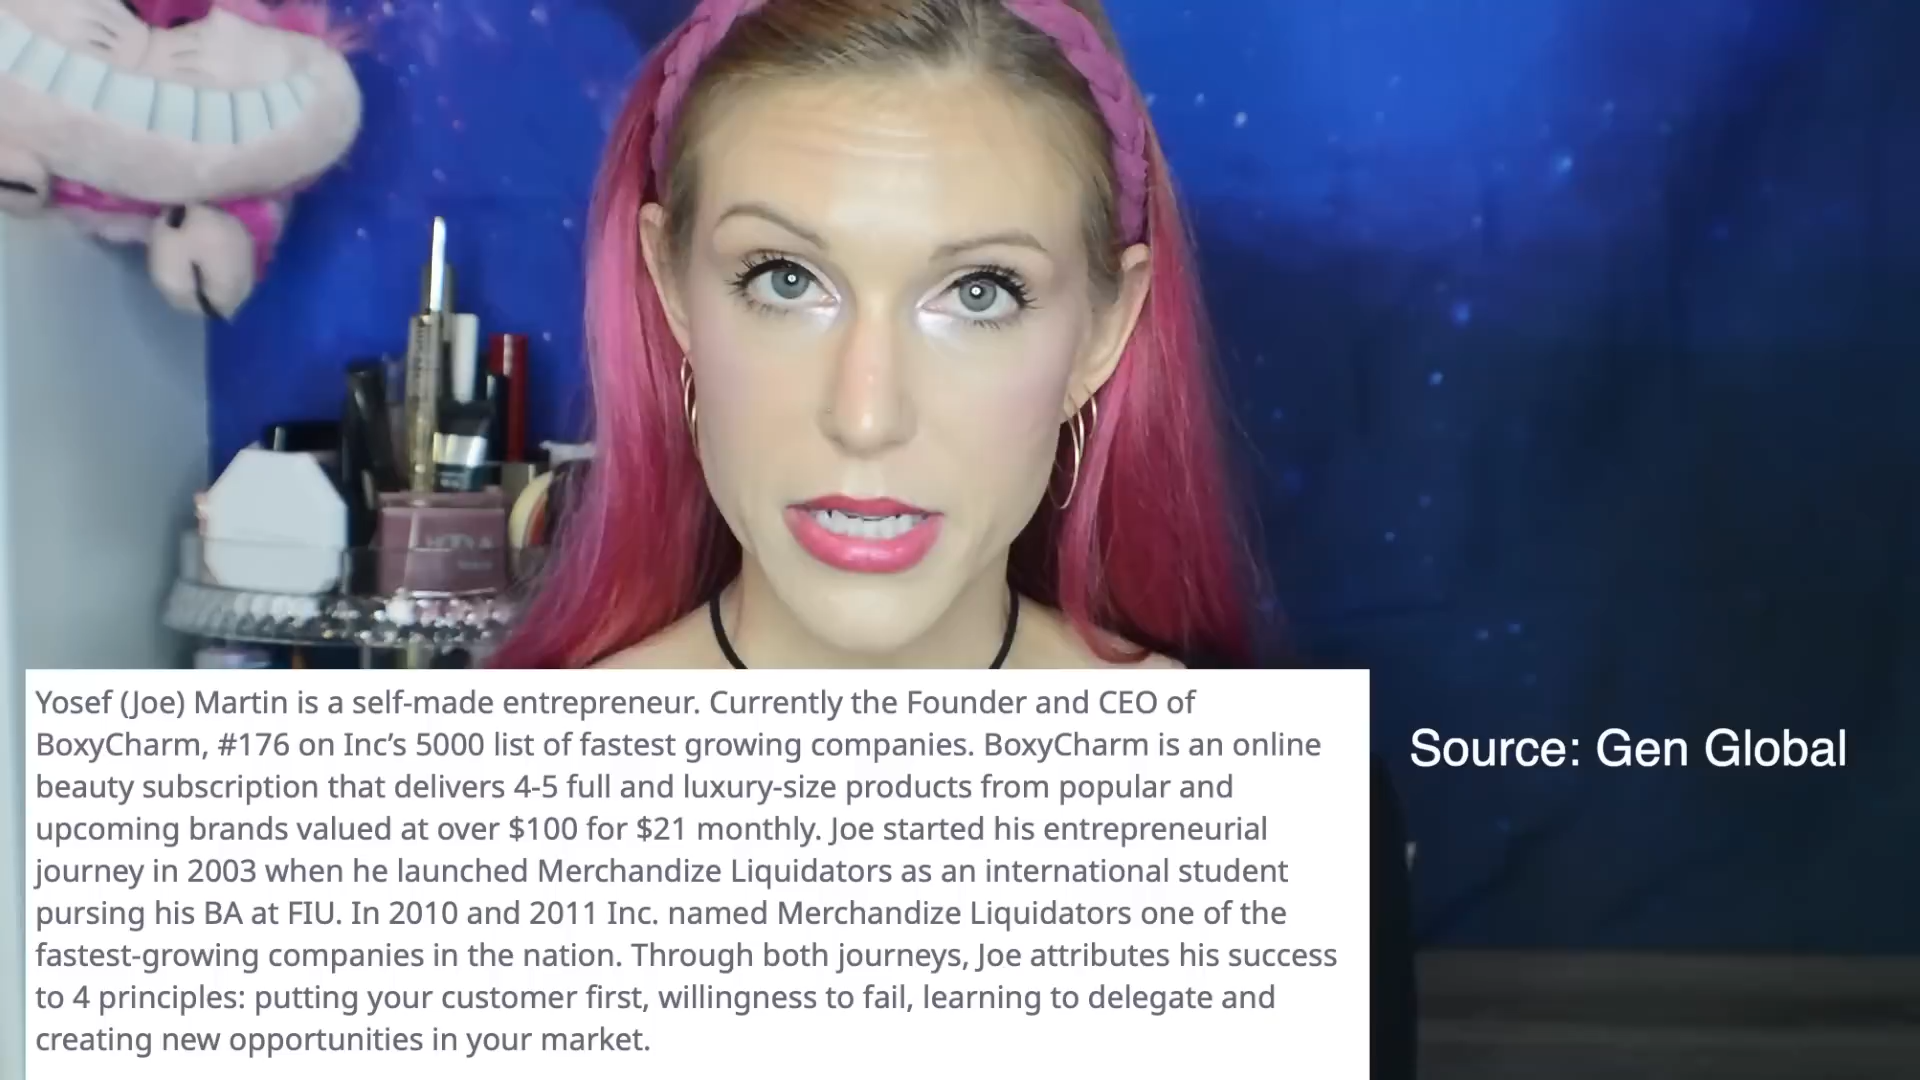 Yosef (Joe) Martin is a self-made entrepreneur. Currently the Founder and CEO of
BoxyCharm, #176 on Inc’s 5000 list of fastest growing companies. BoxyCharm is an online
beauty subscription that delivers 4-5 full and luxury-size products from popular and
upcoming brands valued at over $100 for $21 monthly. Joe started his entrepreneurial
journey in 2003 when he launched Merchandize Liquidators as an international student
pursing his BA at FIU. In 2010 and 2011 Inc. named Merchandize Liquidators one of the
fastest-growing companies in the nation. Through both journeys, Joe attributes his success
to 4 principles: putting your customer first, willingness to fail, learning to delegate and
creating new opportunities in your market.
Source: Gen Global